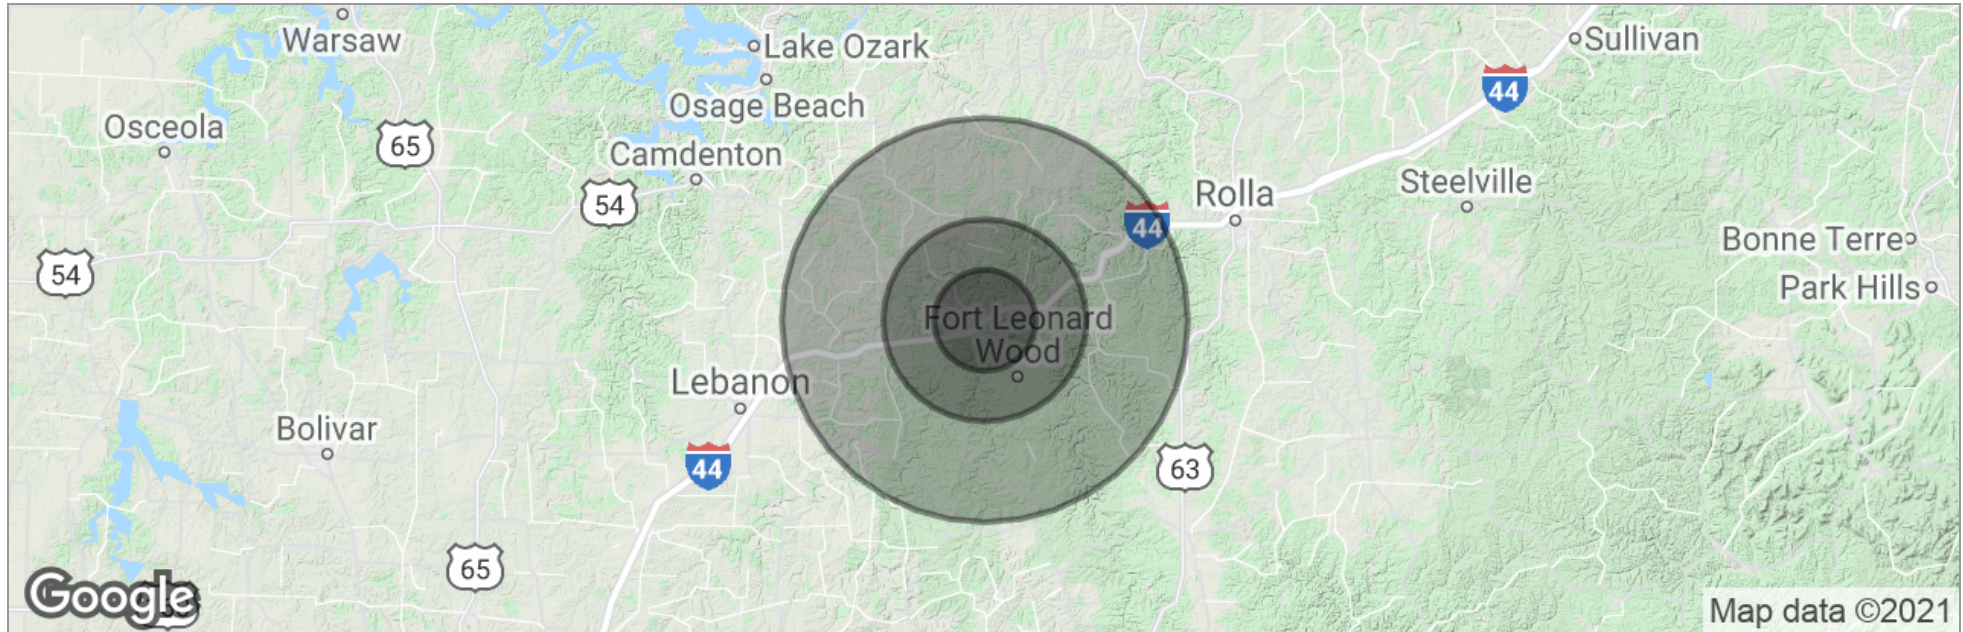 Warsaw
Lake Ozark
Sullivan
44
Osage Beach
Osceola
65
Camdenton
54
Rolla
Steelville
44
Bonne Terre
54
Park Hills
Fort Leonard
Wood
Lebanon
Bolivar
44
63
65
Google
Map data ©2021